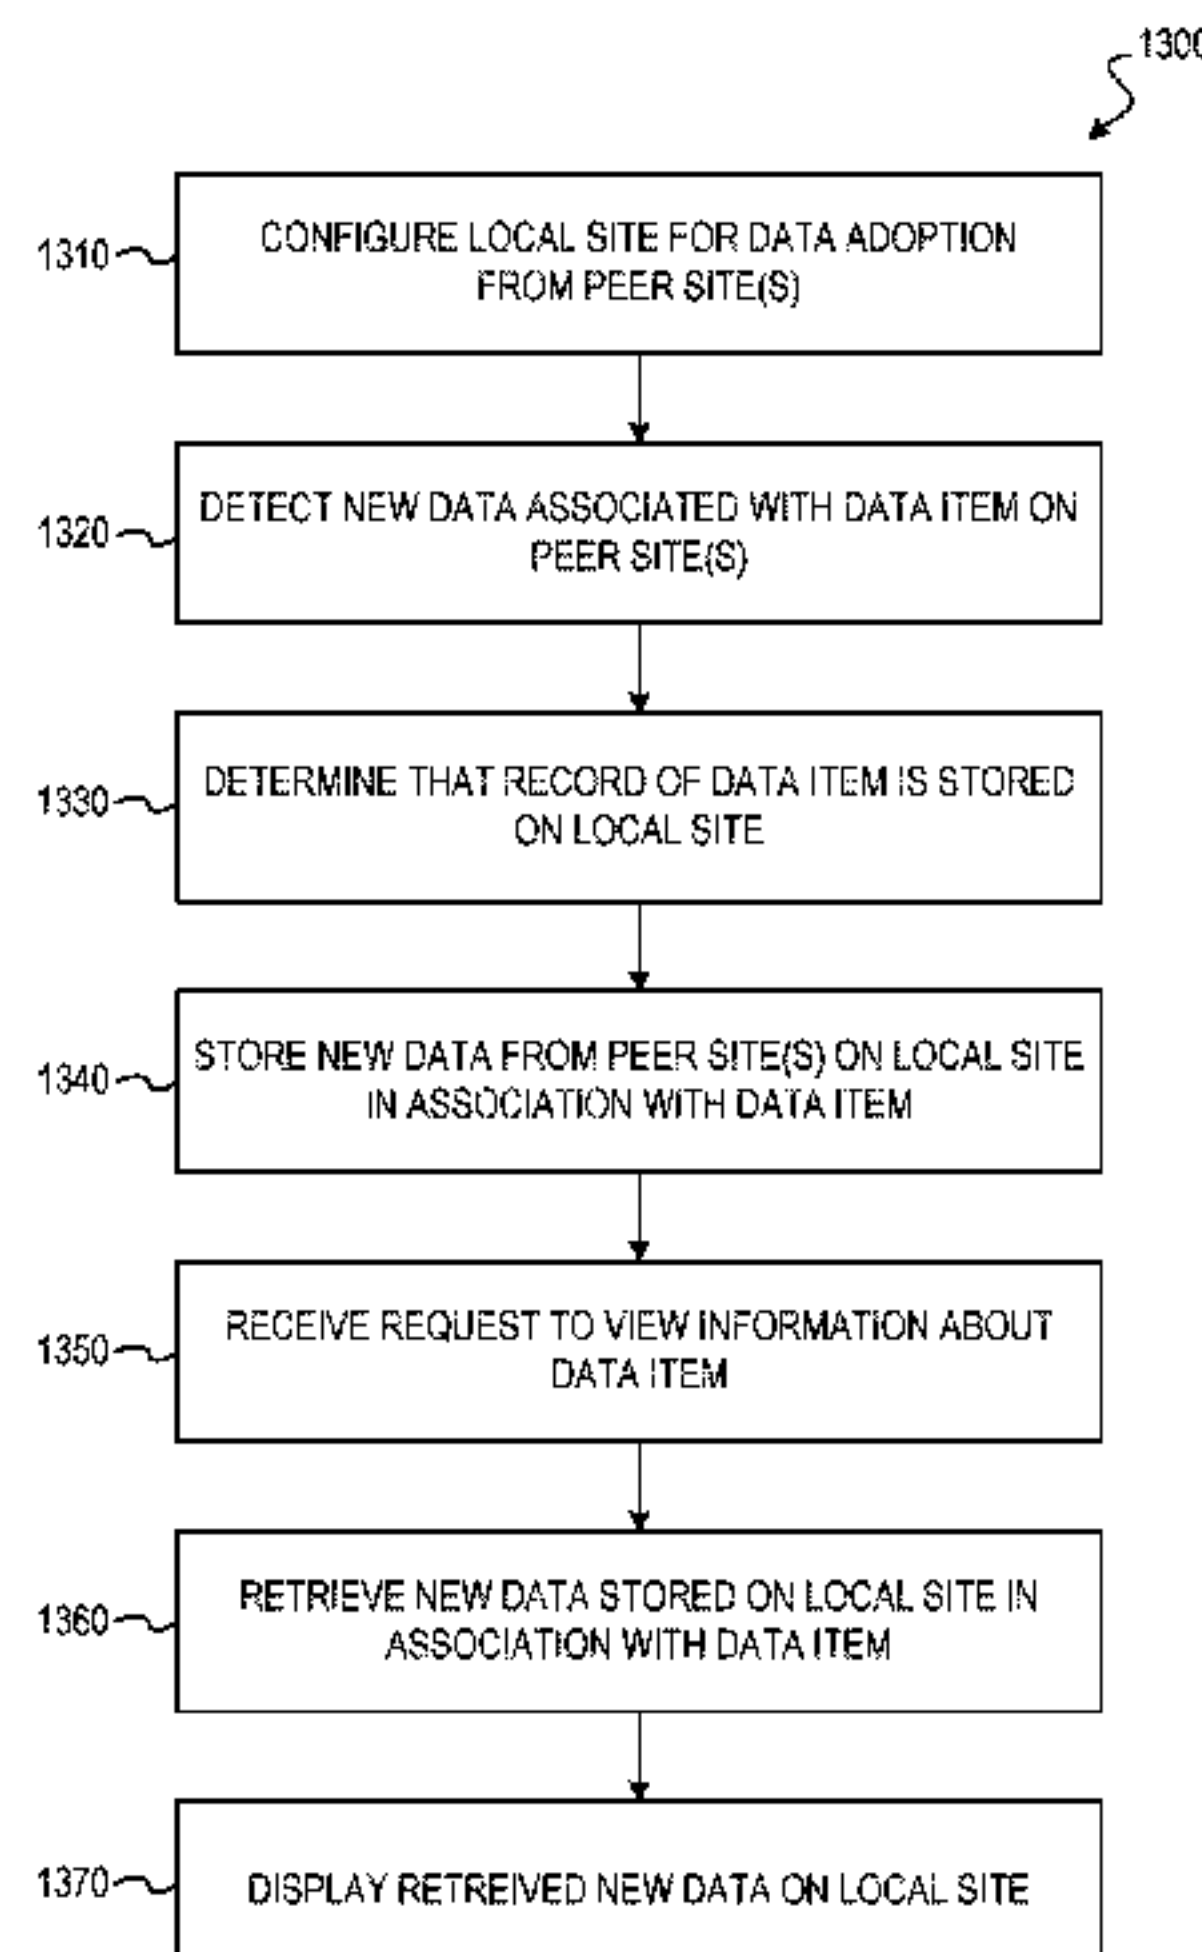 1300
1310
CONFIGURE LOCAL SITE FOR DATA ADOPTION
FROM PEER SITE(S)
1320
DETECT NEW DATA ASSOCIATED WITH DATA ITEM ON
PEER SITE(S)
1330
DETERMINE THAT RECORD OF DATA ITEM IS STORED
ON LOCAL SITE
1340
STORE NEW DATA FROM PEER SITE(S) ON LOCAL SITE
IN ASSOCIATION WITH DATA ITEM
1350
RECEIVE REQUEST TO VIEW INFORMATION ABOUT
DATA ITEM
1360
RETRIEVE NEW DATA STORED ON LOCAL SITE IN
ASSOCIATION WITH DATA ITEM
1370
DISPLAY RETREIVED NEW DATA ON LOCAL SITE